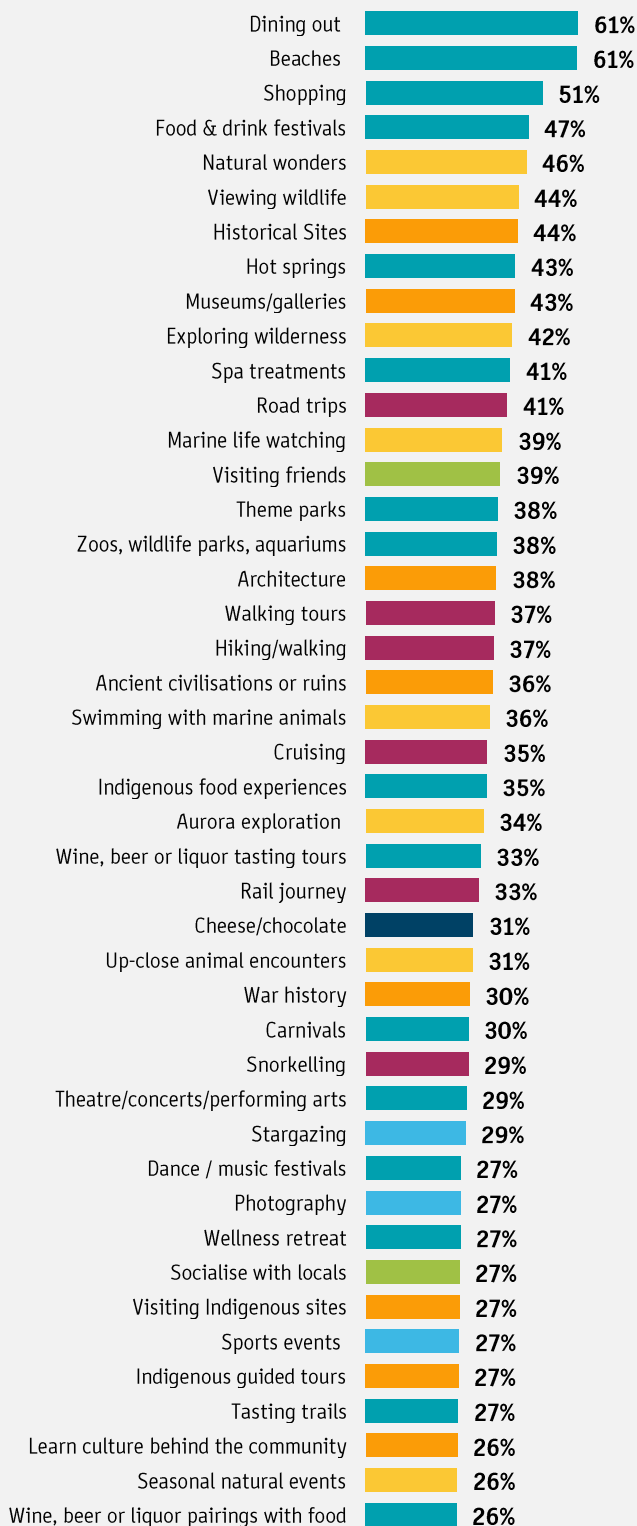 Dining out 61%
Beaches 61%
Shopping 51%
Food & drink festivals 47%
Natural wonders 46%
Viewing wildlife 44%
Historical Sites 44%
Hot springs 43%
Museums/galleries 43%
Exploring wilderness 42%
Spa treatments 41%
Road trips 41%
Marine life watching 39%
Visiting friends 39%
Theme parks 38%
Zoos, wildlife parks, aquariums 38%
Architecture 38%
Walking tours 37%
Hiking/walking 37%
Ancient civilisations or ruins 36%
Swimming with marine animals 36%
Cruising 35%
Indigenous food experiences 35%
Aurora exploration 34%
Wine, beer or liquor tasting tours 33%
Rail journey 33%
Cheese/chocolate 31%
Up-close animal encounters 31%
War history 30%
Carnivals 30%
Snorkelling 29%
Theatre/concerts/performing arts 29%
Stargazing 29%
Dance / music festivals 27%
Photography 27%
Wellness retreat 27%
Socialise with locals 27%
Visiting Indigenous sites 27%
Sports events 27%
Indigenous guided tours 27%
Tasting trails 27%
Learn culture behind the community 26%
Seasonal natural events 26%
Wine, beer or liquor pairings with food 26%